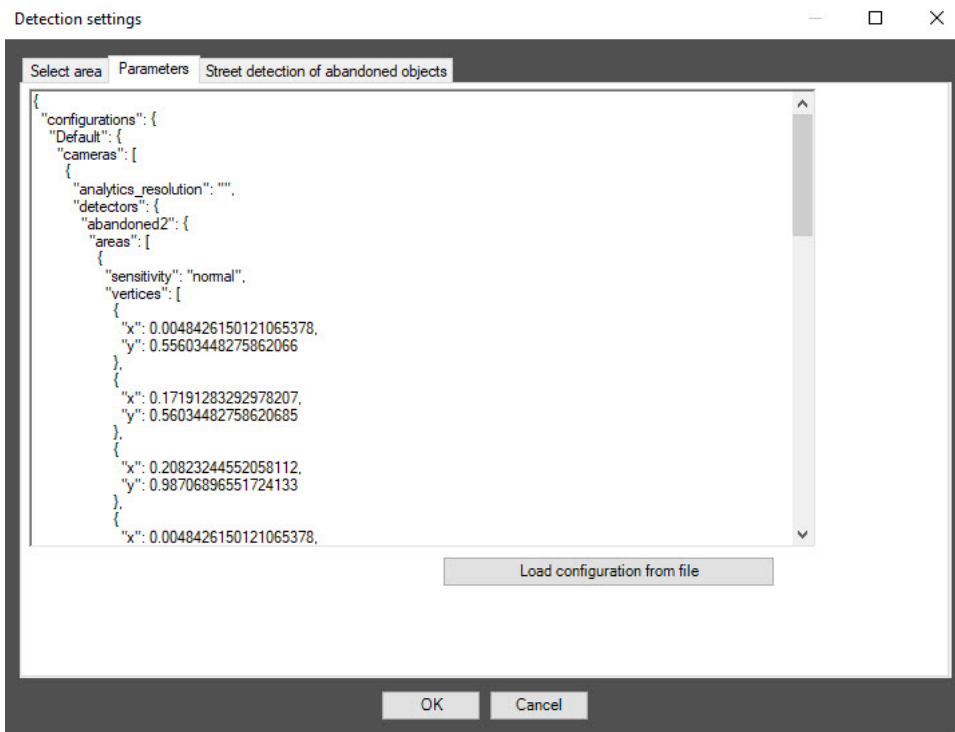 Detection settings
Select area Parameters Street detection of abandoned objects
{
"configurations": {
"Default": {
"cameras": [
{
"analytics_resolution": "",
"detectors": {
"abandoned2": {
"areas": [
{
"sensitivity": "normal",
"vertices": [
{
"x": 0.0048426150121065378,
"y": 0.55603448275862066
},
{
"x": 0.17191283292978207,
"y": 0.56034482758620685
},
{
"x": 0.20823244552058112,
"y": 0.98706896551724133
},
{
"x": 0.0048426150121065378,
Load configuration from file
OK Cancel